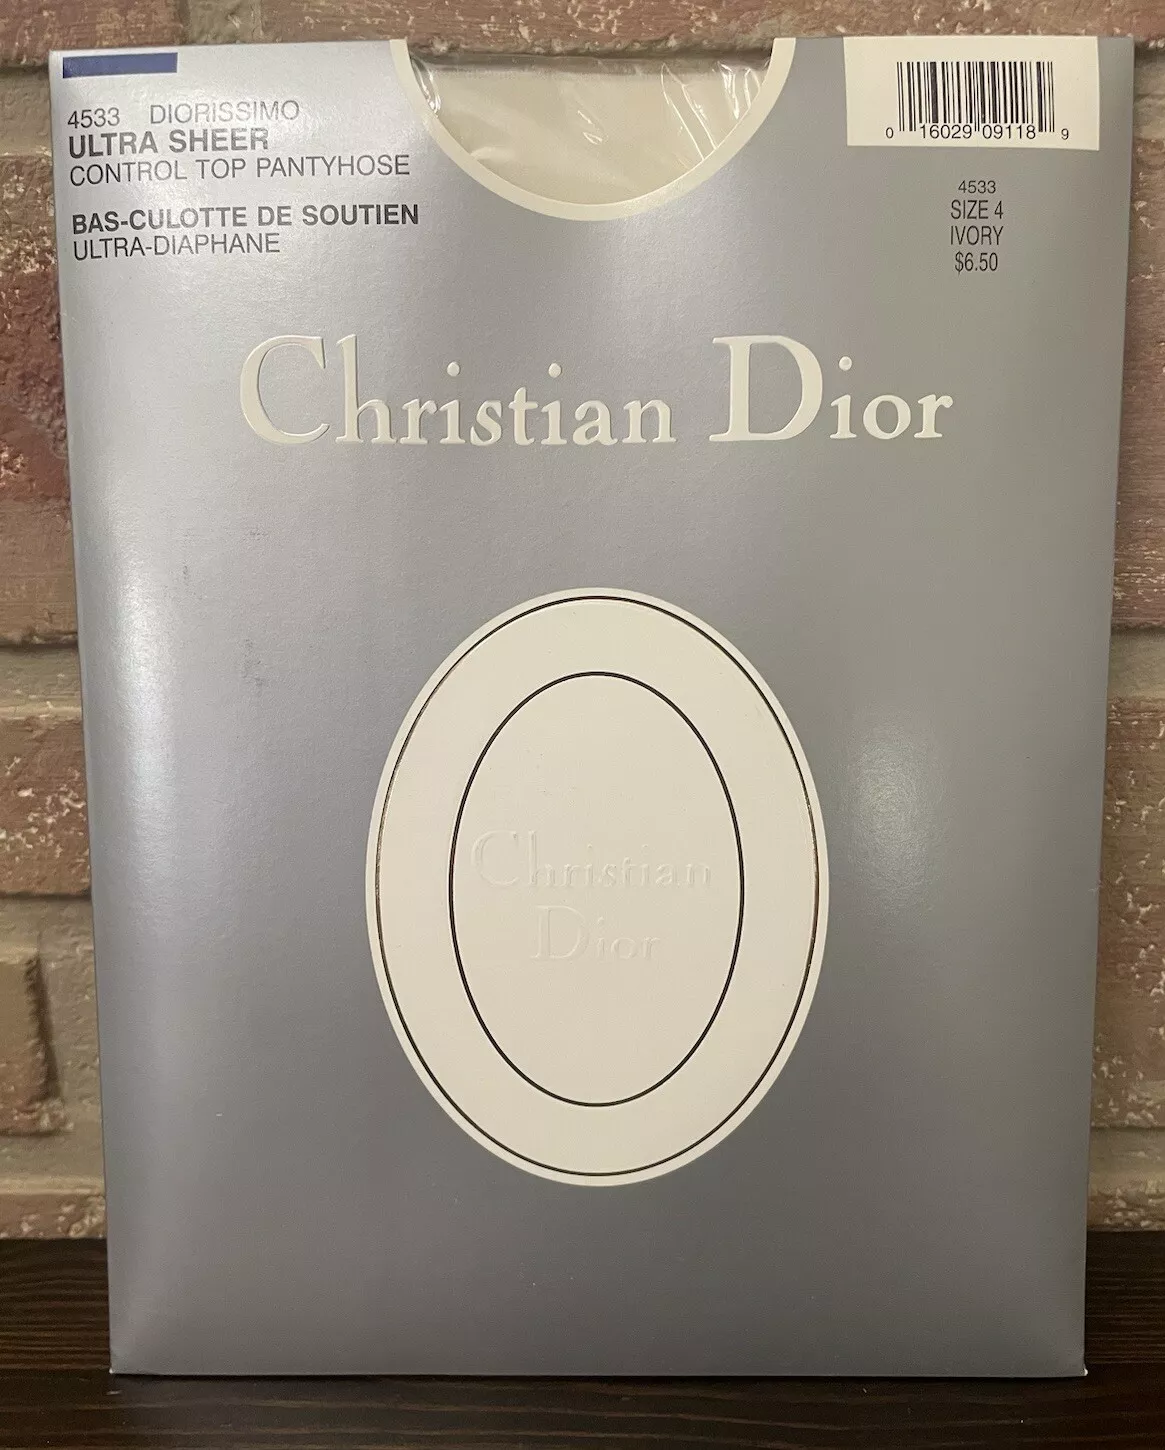 4533 DIORISSIMO
ULTRA SHEER
CONTROL TOP PANTYHOSE
BAS-CULOTTE DE SOUTIEN
ULTRA-DIAPHANE
0 16029 09118 9
4533
SIZE 4
IVORY
$6.50
Christian Dior
Christian
Dior